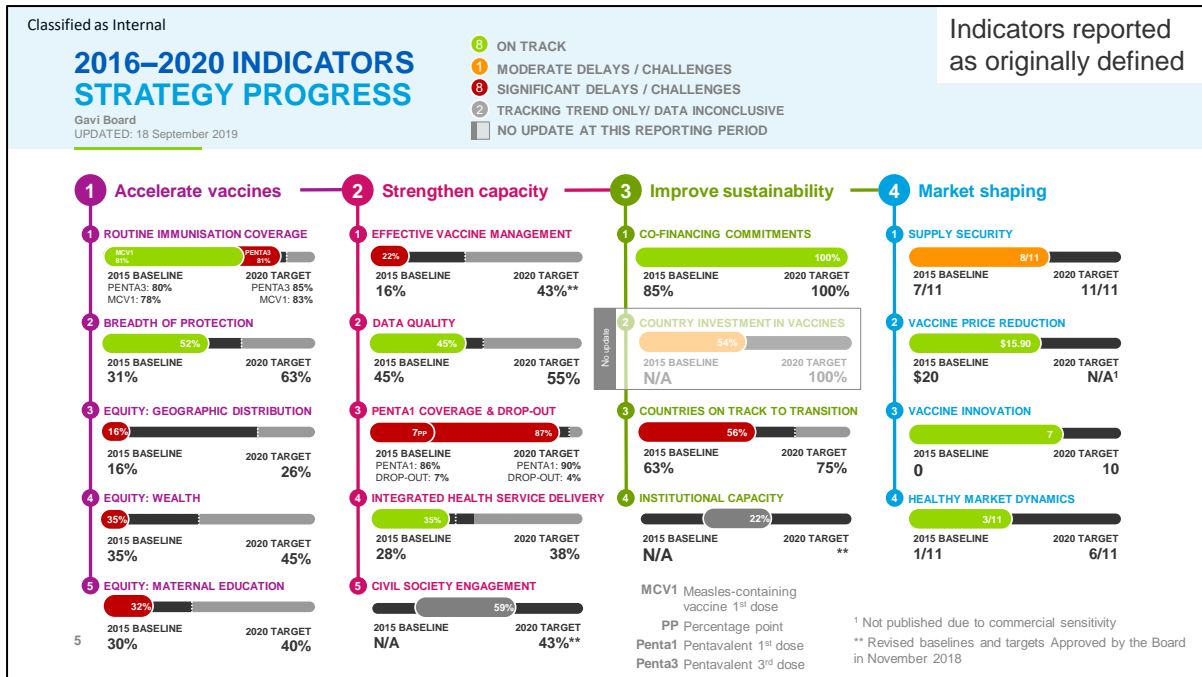 Classified as Internal
2016–2020 INDICATORS
STRATEGY PROGRESS
Gavi Board
UPDATED: 18 September 2019
8 ON TRACK
1 MODERATE DELAYS / CHALLENGES
8 SIGNIFICANT DELAYS / CHALLENGES
2 TRACKING TREND ONLY/ DATA INCONCLUSIVE
NO UPDATE AT THIS REPORTING PERIOD
Indicators reported
as originally defined
1 Accelerate vaccines
1 ROUTINE IMMUNISATION COVERAGE
MCV1 PENTA3
81% 81%
2015 BASELINE 2020 TARGET
PENTA3: 80% PENTA3 85%
MCV1: 78% MCV1: 83%
2 BREADTH OF PROTECTION
52%
2015 BASELINE 2020 TARGET
31% 63%
3 EQUITY: GEOGRAPHIC DISTRIBUTION
16%
2015 BASELINE 2020 TARGET
16% 26%
4 EQUITY: WEALTH
35%
2015 BASELINE 2020 TARGET
35% 45%
5 EQUITY: MATERNAL EDUCATION
32%
2015 BASELINE 2020 TARGET
30% 40%
2 Strengthen capacity
1 EFFECTIVE VACCINE MANAGEMENT
22%
2015 BASELINE 2020 TARGET
16% 43%**
2 DATA QUALITY
45%
2015 BASELINE 2020 TARGET
45% 55%
3 PENTA1 COVERAGE & DROP-OUT
7PP 87%
2015 BASELINE 2020 TARGET
PENTA1: 86% PENTA1: 90%
DROP-OUT: 7% DROP-OUT: 4%
4 INTEGRATED HEALTH SERVICE DELIVERY
35%
2015 BASELINE 2020 TARGET
28% 38%
5 CIVIL SOCIETY ENGAGEMENT
59%
2015 BASELINE 2020 TARGET
N/A 43%**
3 Improve sustainability
1 CO-FINANCING COMMITMENTS
100%
2015 BASELINE 2020 TARGET
85% 100%
No update
2 COUNTRY INVESTMENT IN VACCINES
54%
2015 BASELINE 2020 TARGET
N/A 100%
3 COUNTRIES ON TRACK TO TRANSITION
56%
2015 BASELINE 2020 TARGET
63% 75%
4 INSTITUTIONAL CAPACITY
22%
2015 BASELINE 2020 TARGET
N/A **
4 Market shaping
1 SUPPLY SECURITY
8/11
2015 BASELINE 2020 TARGET
7/11 11/11
2 VACCINE PRICE REDUCTION
$15.90
2015 BASELINE 2020 TARGET
$20 N/A¹
3 VACCINE INNOVATION
7
2015 BASELINE 2020 TARGET
0 10
4 HEALTHY MARKET DYNAMICS
3/11
2015 BASELINE 2020 TARGET
1/11 6/11
MCV1 Measles-containing
vaccine 1st dose
PP Percentage point
Penta1 Pentavalent 1st dose
Penta3 Pentavalent 3rd dose
¹ Not published due to commercial sensitivity
** Revised baselines and targets Approved by the Board
in November 2018
5